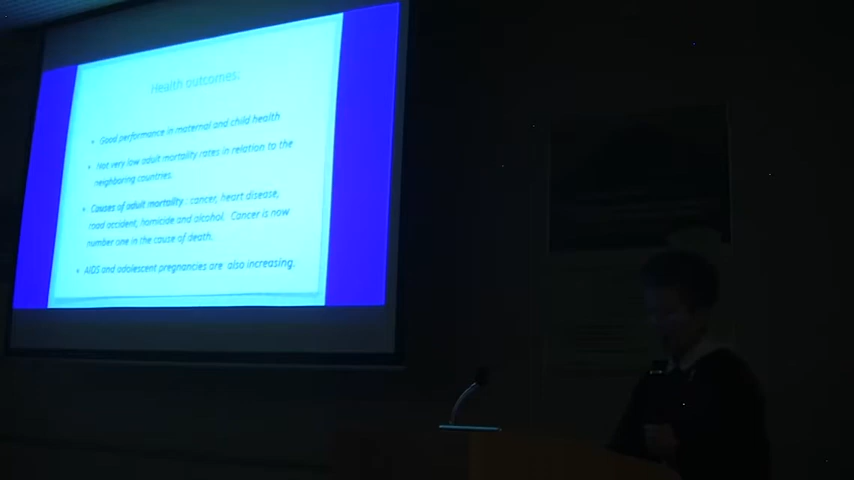 Health outcomes:
• Good performance in maternal and child health
• Not very low adult mortality rates in relation to the
neighboring countries.
• Causes of adult mortality.. cancer, heart disease,
road accident, homicide and alcohol. Cancer is now
number one in the cause of death.
• AIDS and adolescent pregnancies are also increasing.